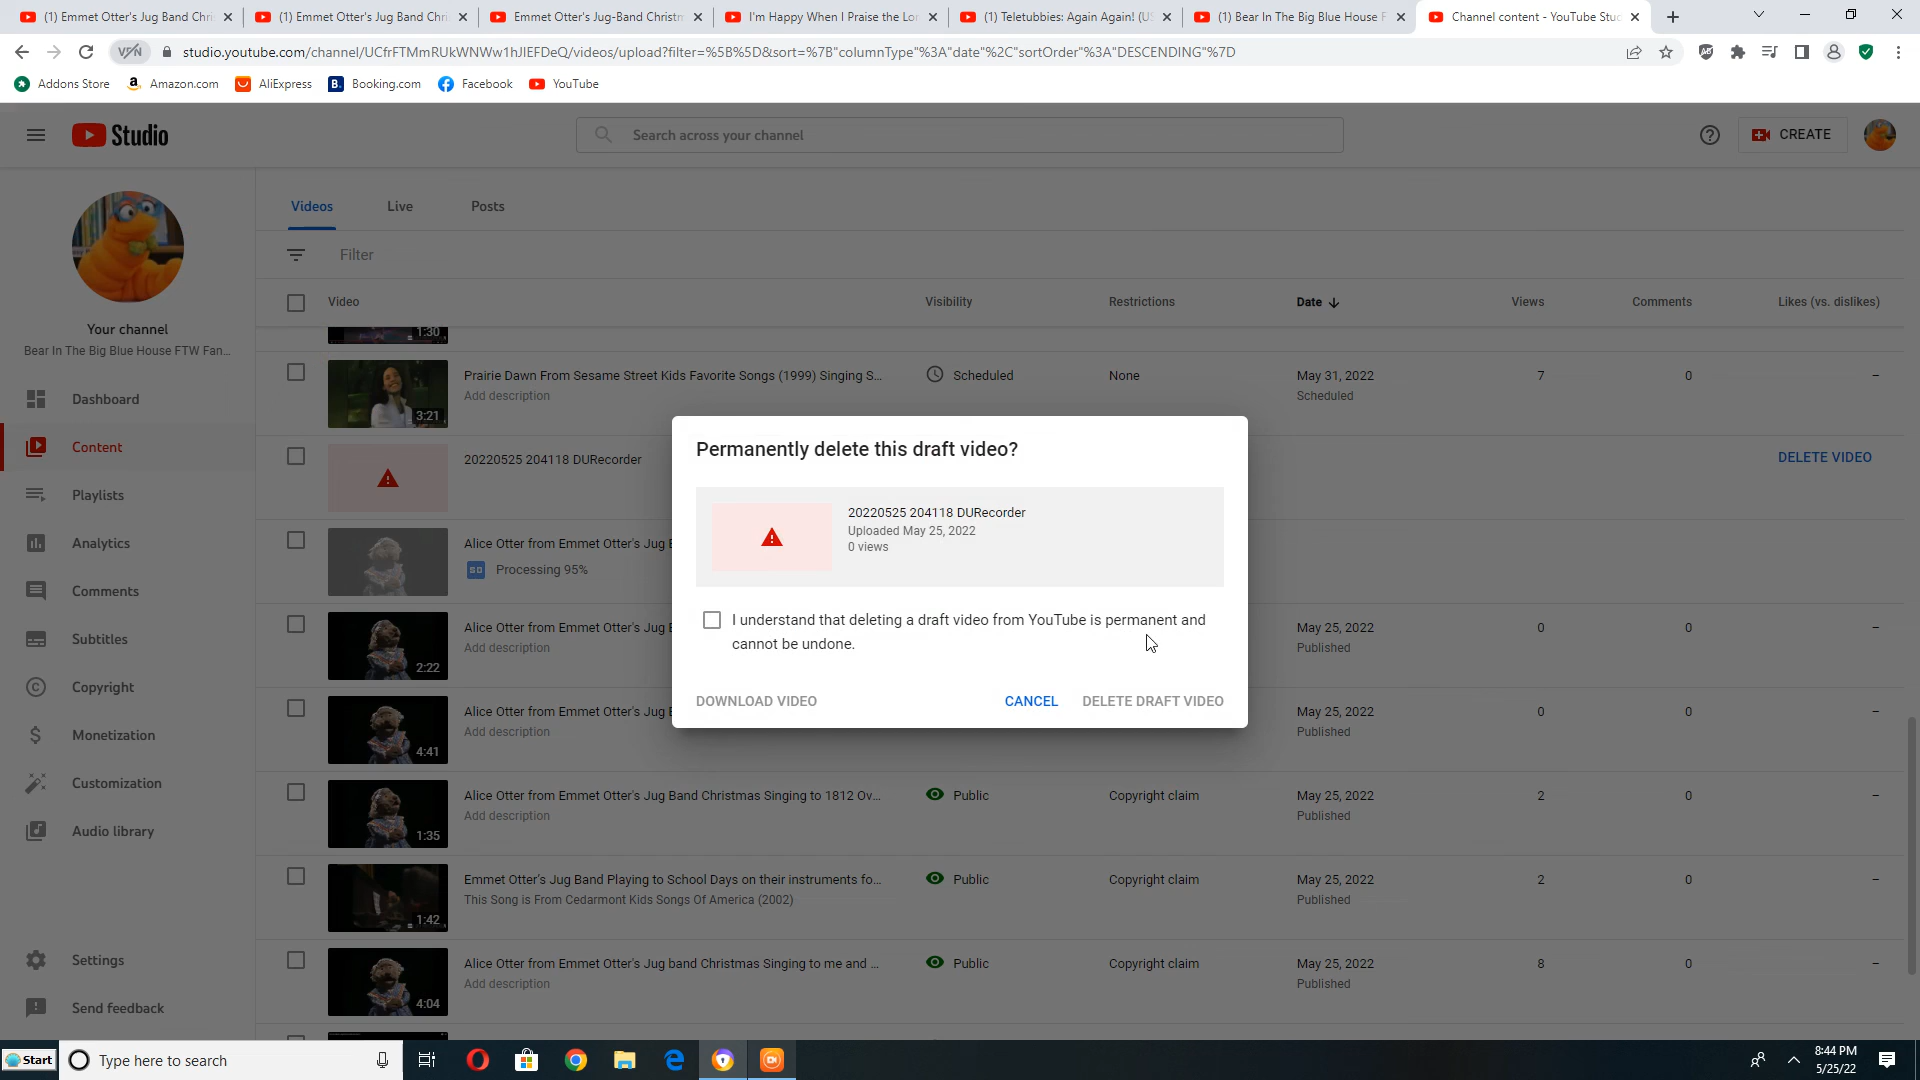 (1) Emmet Otter's Jug Band Chri
(1) Emmet Otter's Jug Band Chri
Emmet Otter's Jug-Band Christm
I'm Happy When I Praise the Lor
(1) Teletubbies: Again Again! (US
(1) Bear In The Big Blue House F
Channel content - YouTube Stud
VPN
studio.youtube.com/channel/UCfrFTMmRUkWNWw1hJIEFDeQ/videos/upload?filter=%5B%5D&sort=%7B"columnType"%3A"date"%2C"sortOrder"%3A"DESCENDING"%7D
Addons Store
Amazon.com
AliExpress
Booking.com
Facebook
YouTube
Studio
Search across your channel
CREATE
Your channel
Bear In The Big Blue House FTW Fan...
Dashboard
Content
Playlists
Analytics
Comments
Subtitles
Copyright
Monetization
Customization
Audio library
Settings
Send feedback
Videos
Live
Posts
Filter
Video
Visibility
Restrictions
Date
Views
Comments
Likes (vs. dislikes)
1:30
3:21
Prairie Dawn From Sesame Street Kids Favorite Songs (1999) Singing S...
Add description
Scheduled
None
May 31, 2022
Scheduled
7
0
–
20220525 204118 DURecorder
DELETE VIDEO
Alice Otter from Emmet Otter's Jug B
SD
Processing 95%
2:22
Alice Otter from Emmet Otter's Jug B
Add description
May 25, 2022
Published
0
0
–
4:41
Alice Otter from Emmet Otter's Jug B
Add description
May 25, 2022
Published
0
0
–
1:35
Alice Otter from Emmet Otter's Jug Band Christmas Singing to 1812 Ov...
Add description
Public
Copyright claim
May 25, 2022
Published
2
0
–
1:42
Emmet Otter's Jug Band Playing to School Days on their instruments fo...
This Song is From Cedarmont Kids Songs Of America (2002)
Public
Copyright claim
May 25, 2022
Published
2
0
–
4:04
Alice Otter from Emmet Otter's Jug band Christmas Singing to me and ...
Add description
Public
Copyright claim
May 25, 2022
Published
8
0
–
Permanently delete this draft video?
20220525 204118 DURecorder
Uploaded May 25, 2022
0 views
I understand that deleting a draft video from YouTube is permanent and
cannot be undone.
DOWNLOAD VIDEO
CANCEL
DELETE DRAFT VIDEO
Start
Type here to search
8:44 PM
5/25/22